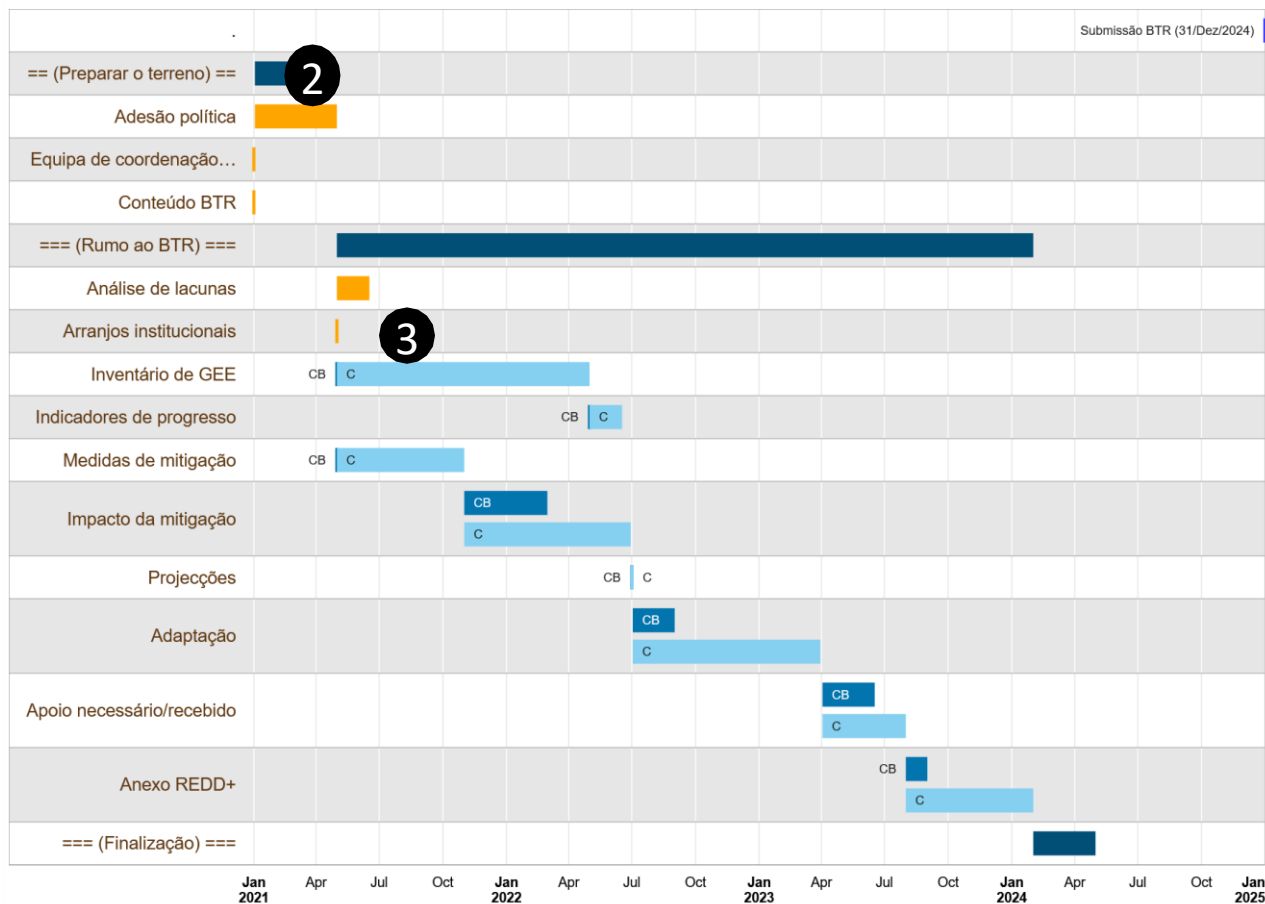 .
Submissão BTR (31/Dez/2024)
== (Preparar o terreno) ==
2
Adesão política
Equipa de coordenação…
Conteúdo BTR
=== (Rumo ao BTR) ===
Análise de lacunas
Arranjos institucionais
3
Inventário de GEE
CB C
Indicadores de progresso
CB C
Medidas de mitigação
CB C
Impacto da mitigação
CB
C
Projecções
CB C
Adaptação
CB
C
Apoio necessário/recebido
CB
C
Anexo REDD+
CB
C
=== (Finalização) ===
Jan Apr Jul Oct Jan Apr Jul Oct Jan Apr Jul Oct Jan Apr Jul Oct Jan
2021 2022 2023 2024 2025